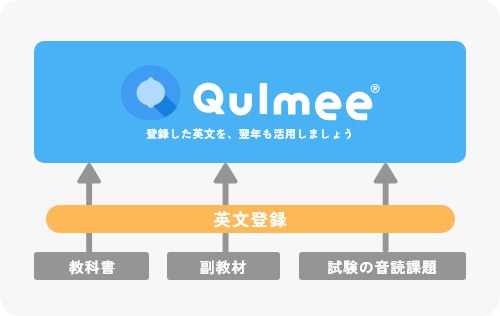 Qulmee®
登録した英文を、翌年も活用しましょう
英文登録
教科書
副教材
試験の音読課題